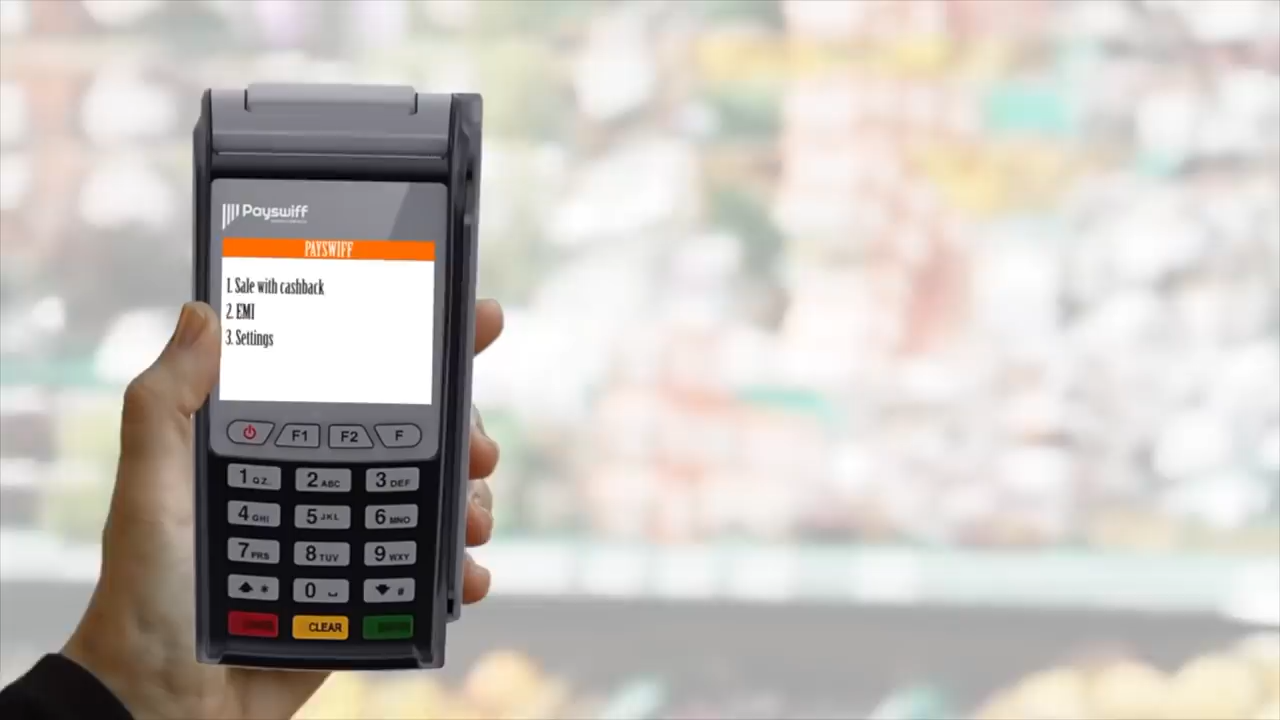 Payswiff
PAYSWIFF
1. Sale with cashback
2. EMI
3. Settings
F1 F2 F
1 QZ. 2 ABC 3 DEF
4 GHI 5 JKL 6 MNO
7 PRS 8 TUV 9 WXY
* 0 #
CLEAR